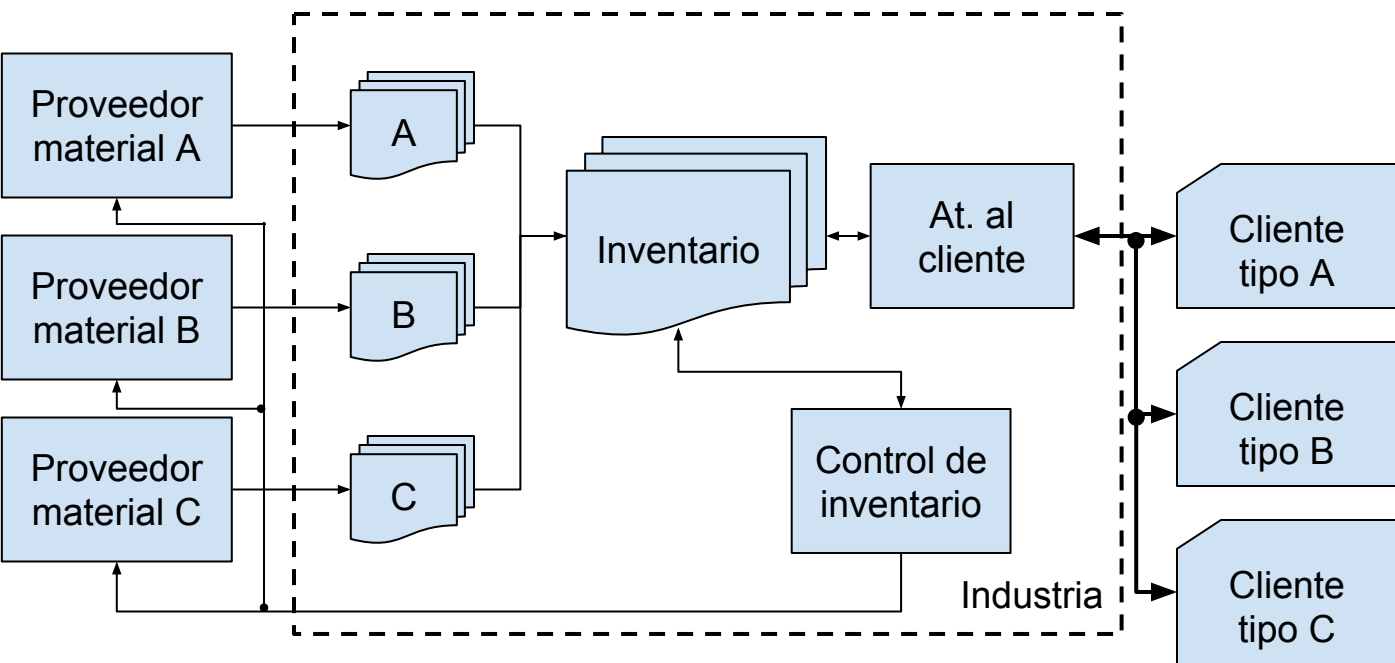 Proveedor
material A
Proveedor
material B
Proveedor
material C
A
B
C
Inventario
At. al
cliente
Control de
inventario
Industria
Cliente
tipo A
Cliente
tipo B
Cliente
tipo C